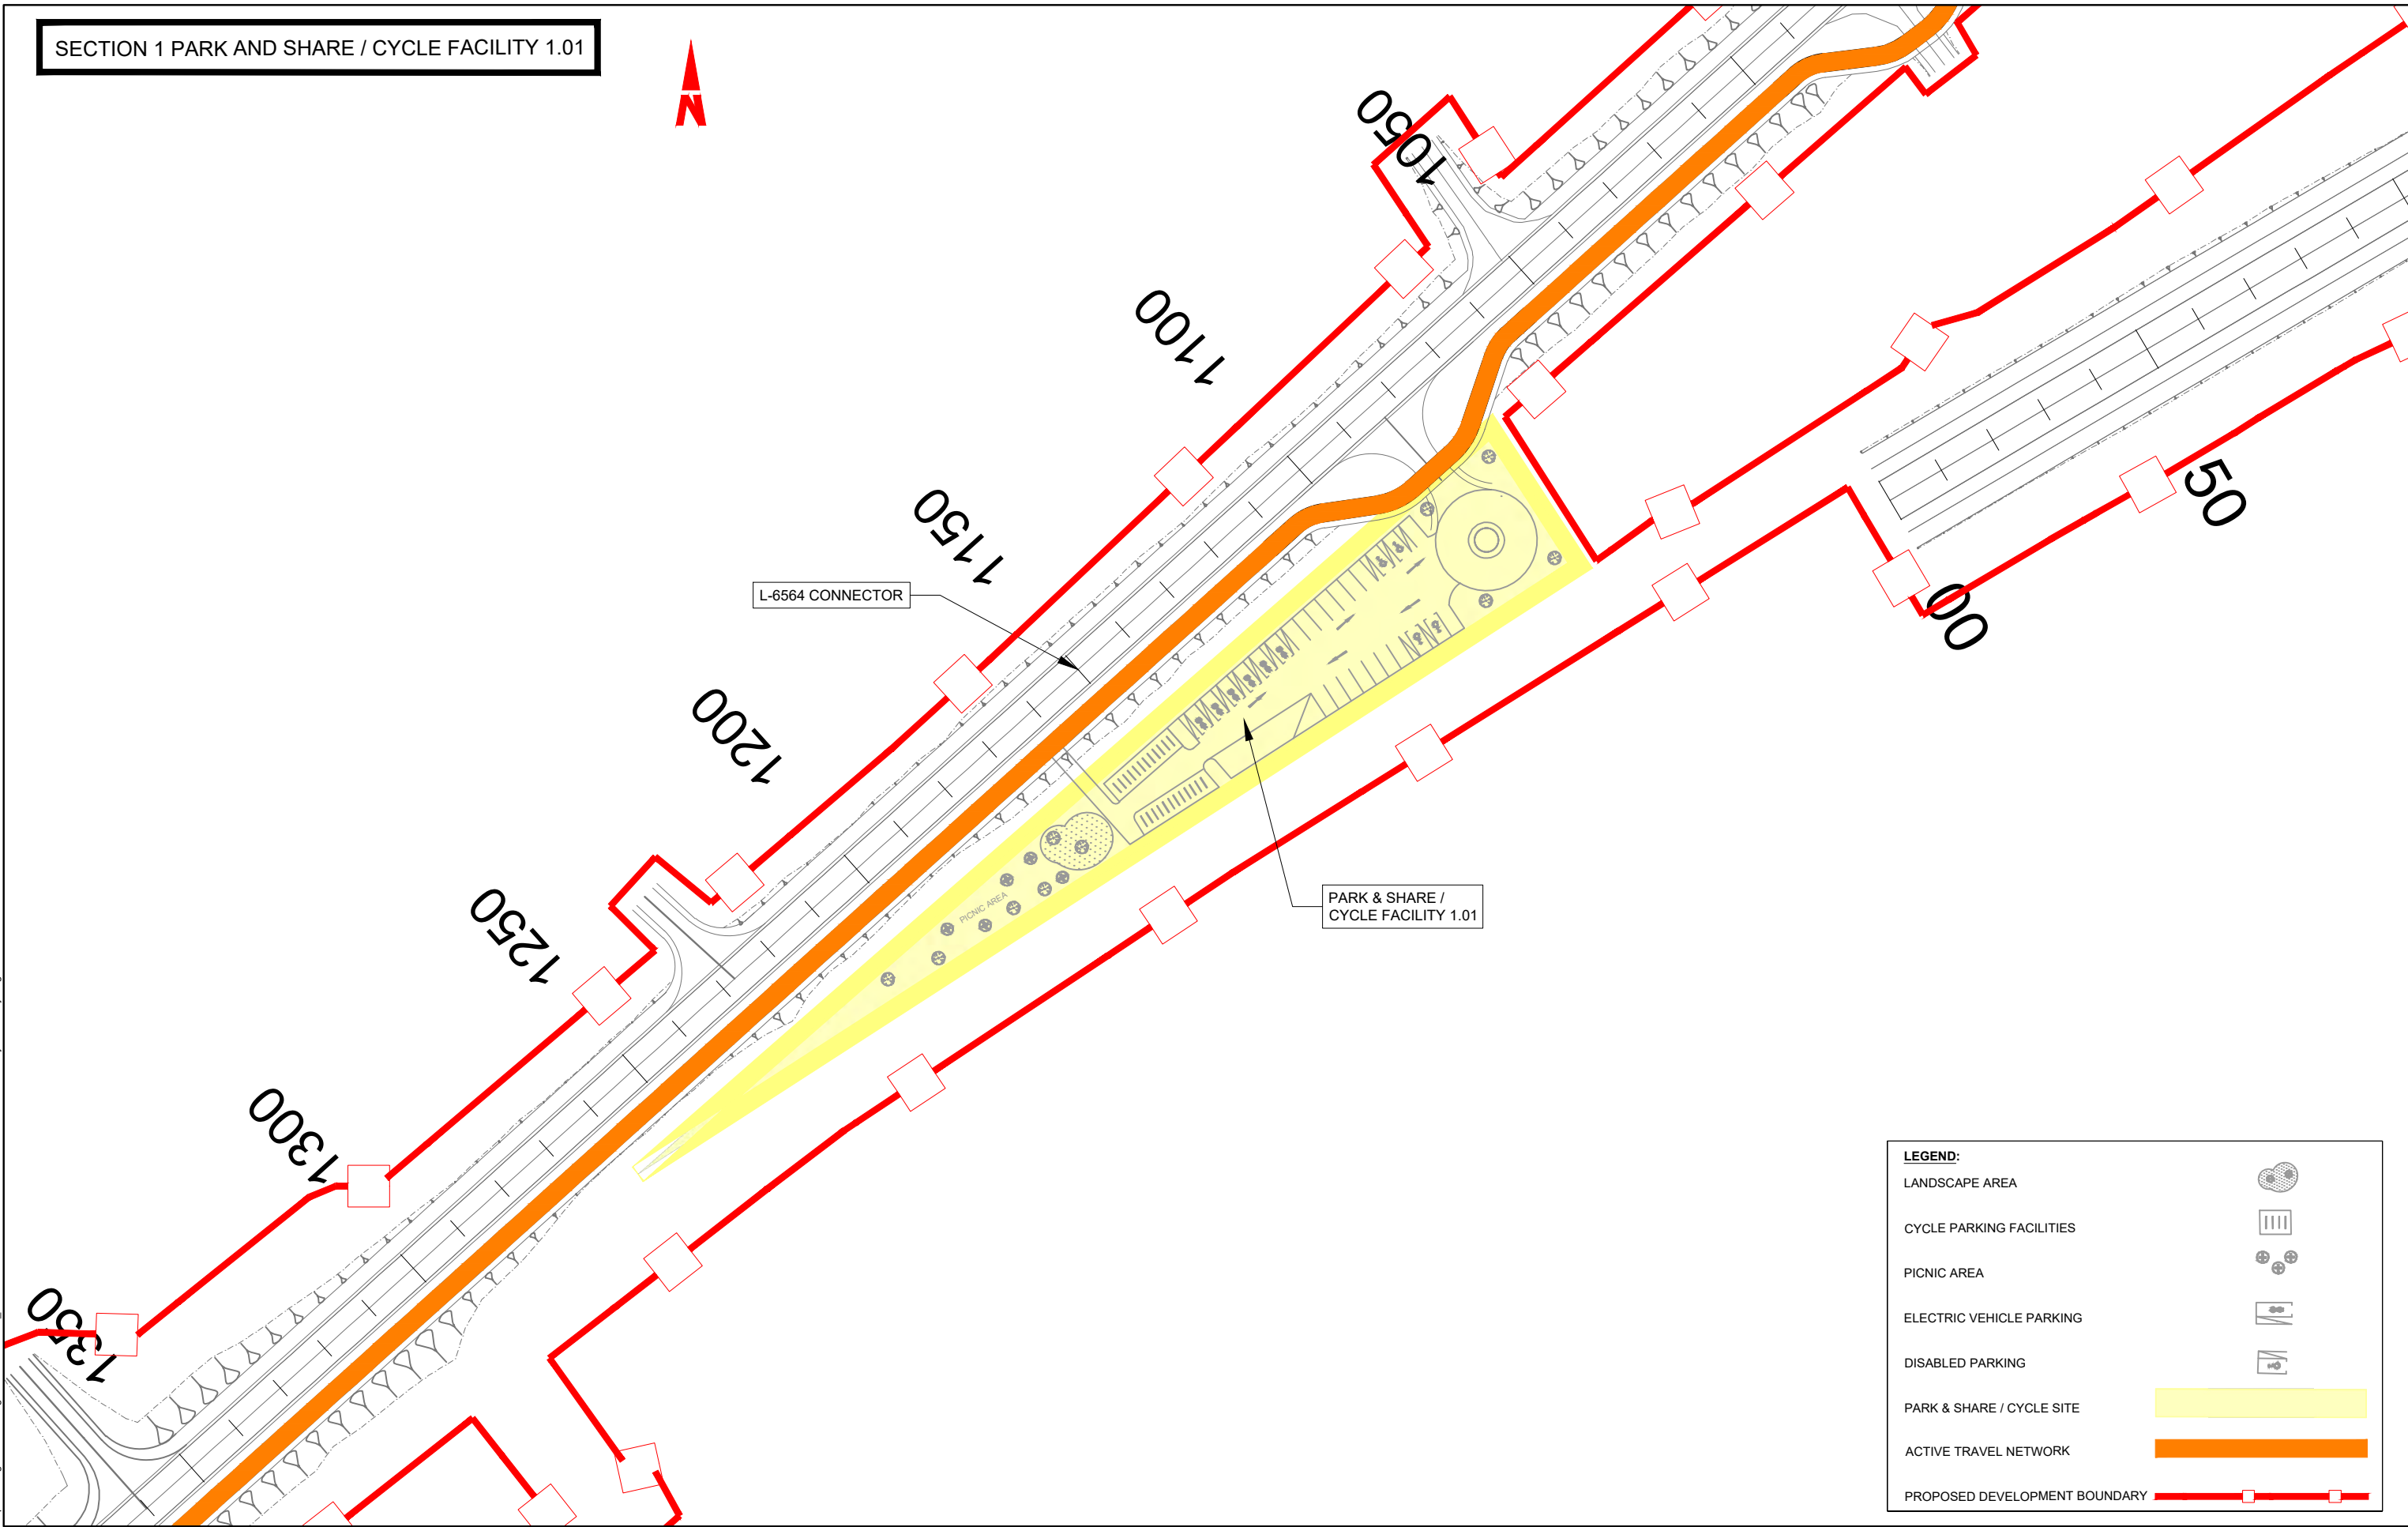 SECTION 1 PARK AND SHARE / CYCLE FACILITY 1.01
N
1050
1100
1150
50
L-6564 CONNECTOR
00
1200
PARK & SHARE /
CYCLE FACILITY 1.01
PICNIC AREA
1250
1300
1350
LEGEND:
LANDSCAPE AREA
CYCLE PARKING FACILITIES
PICNIC AREA
ELECTRIC VEHICLE PARKING
DISABLED PARKING
PARK & SHARE / CYCLE SITE
ACTIVE TRAVEL NETWORK
PROPOSED DEVELOPMENT BOUNDARY